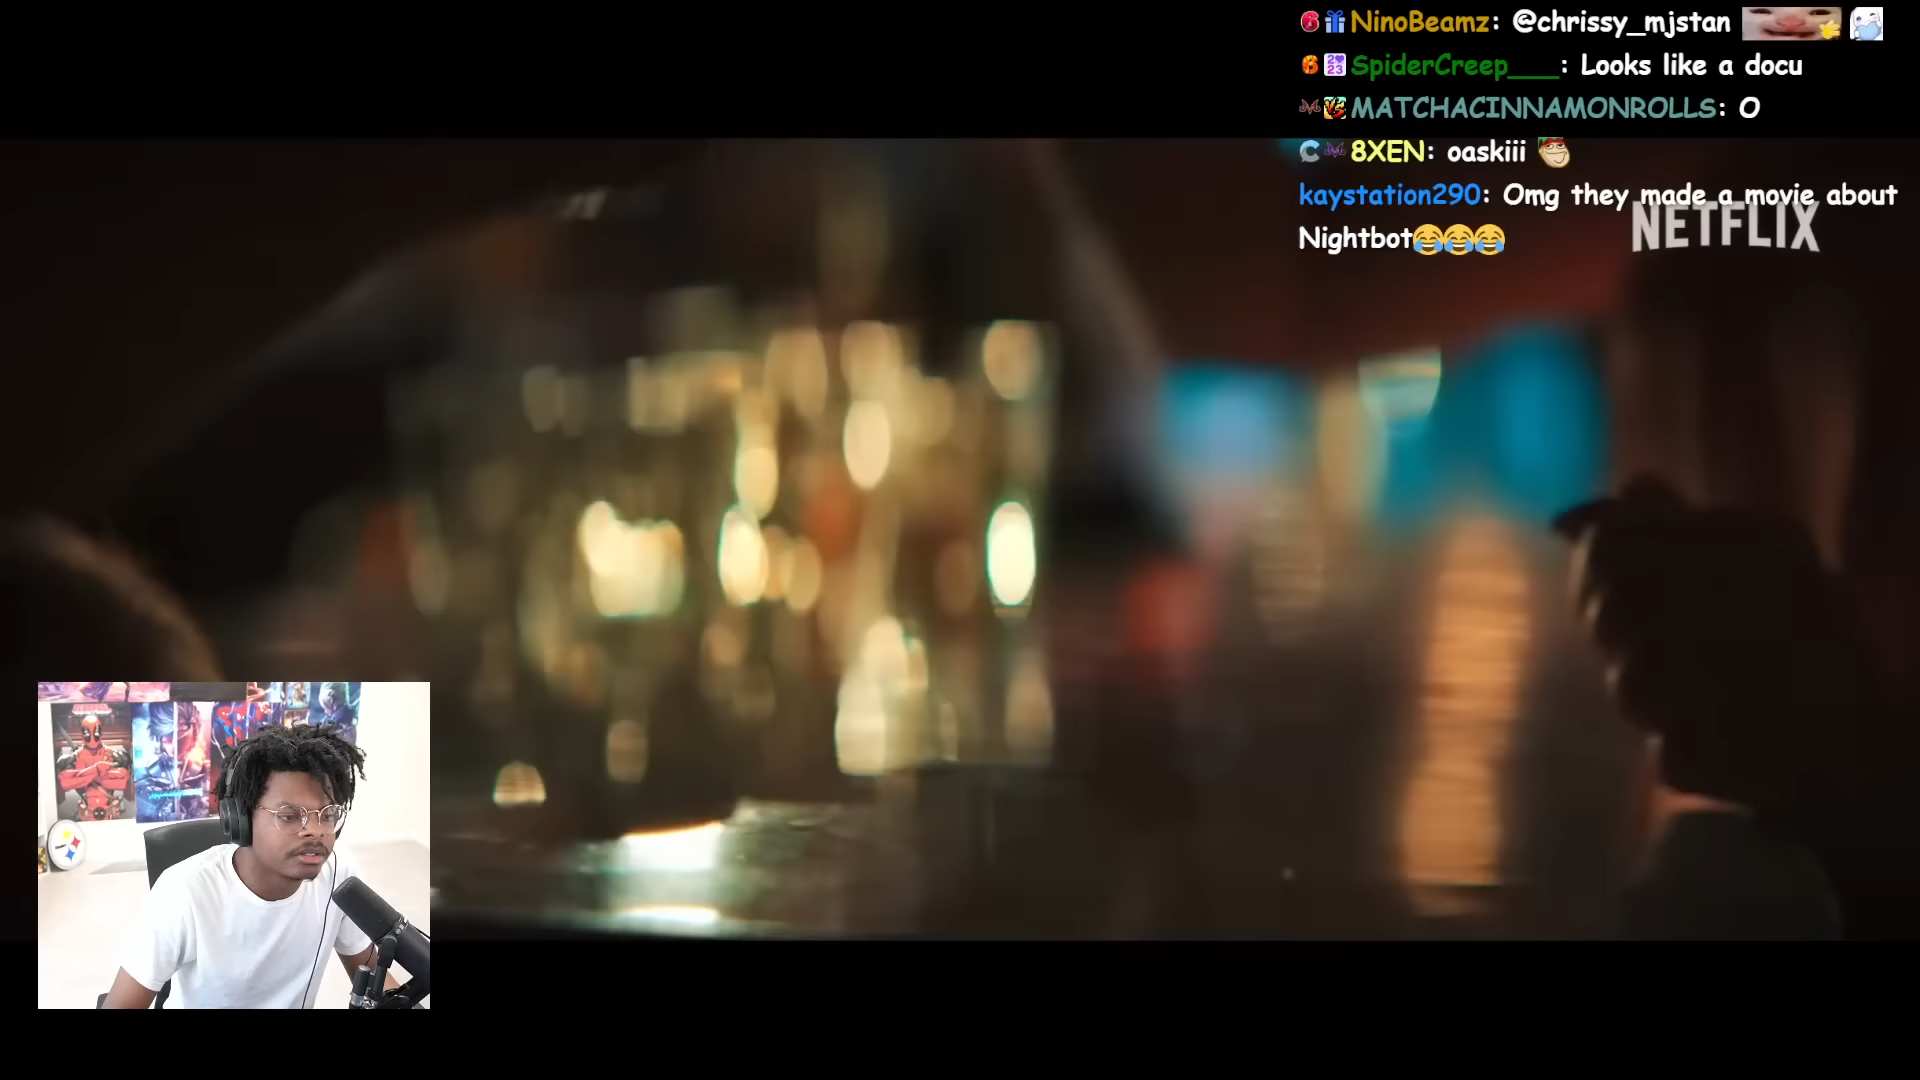 NinoBeamz: @chrissy_mjstan
SpiderCreep___: Looks like a docu
MATCHACINNAMONROLLS: O
8XEN: oaskiii
kaystation290: Omg they made a movie about
Nightbot😂😂😂
NETFLIX